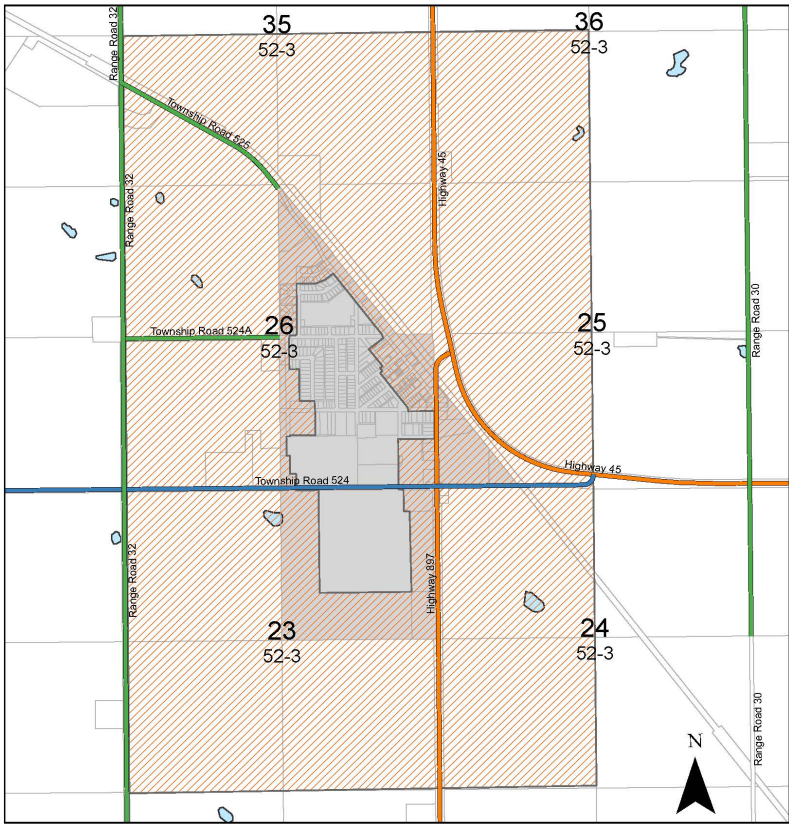 35
52-3
36
52-3
Range Road 32
Township Road 525
Highway 45
Range Road 32
Township Road 524A
26
52-3
25
52-3
Range Road 30
Highway 45
Township Road 524
Range Road 32
Highway 897
23
52-3
24
52-3
Range Road 30
N